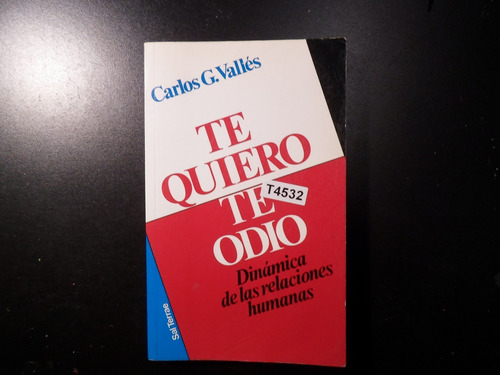 Carlos G. Vallés
TE
QUIERO
TE
T4532
ODIO
Dinámica
de las relaciones
humanas
Sal Terrae